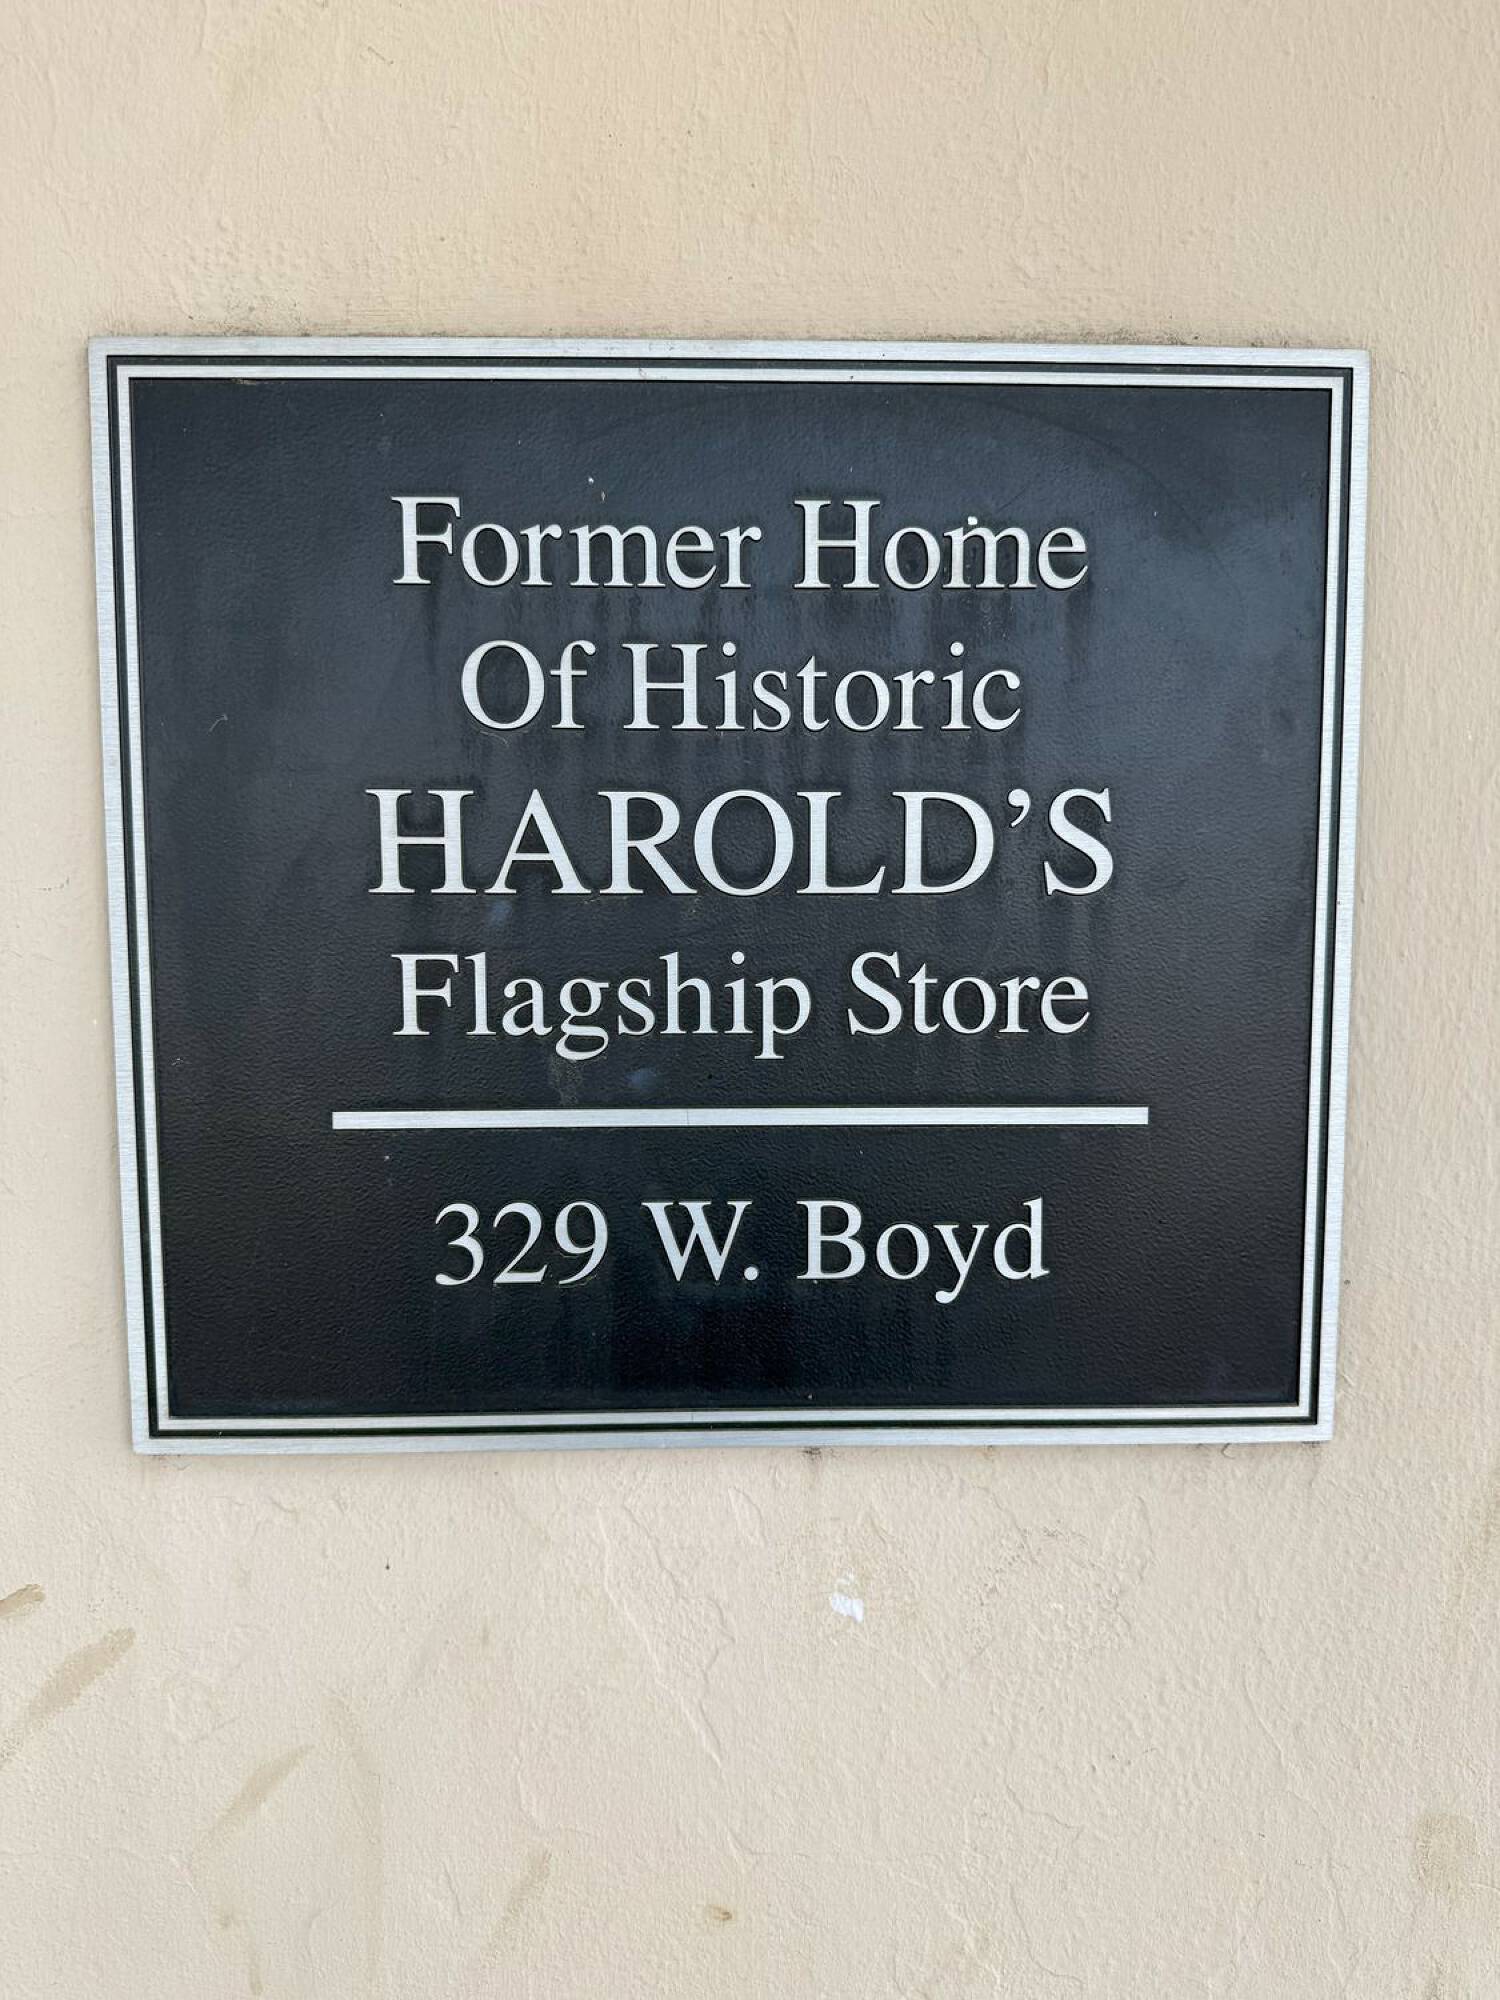 Former Home
Of Historic
HAROLD’S
Flagship Store
329 W. Boyd